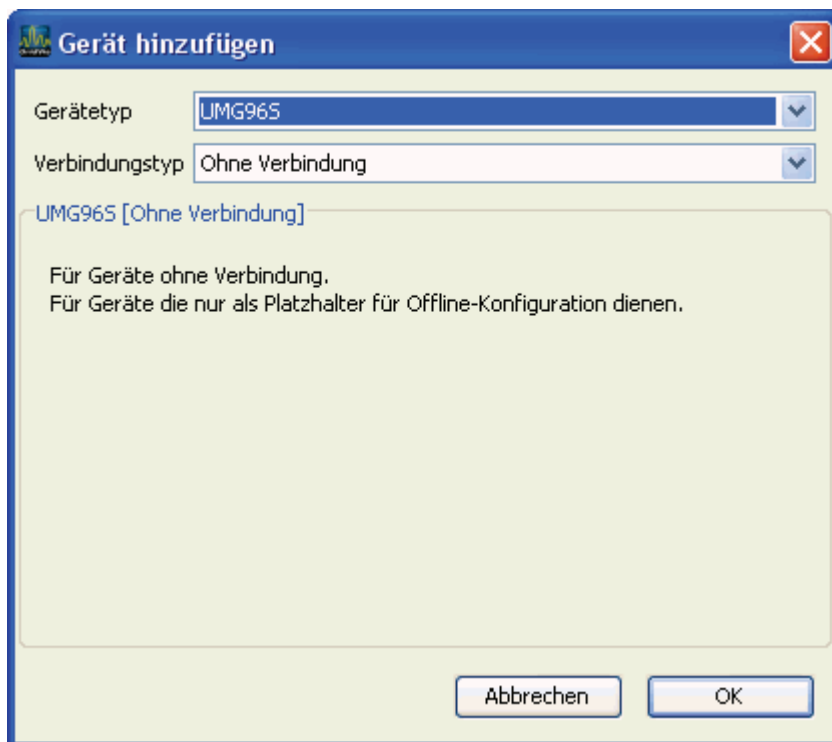 Gerät hinzufügen
Gerätetyp UMG96S
Verbindungstyp Ohne Verbindung
UMG96S [Ohne Verbindung]
Für Geräte ohne Verbindung.
Für Geräte die nur als Platzhalter für Offline-Konfiguration dienen.
Abbrechen OK